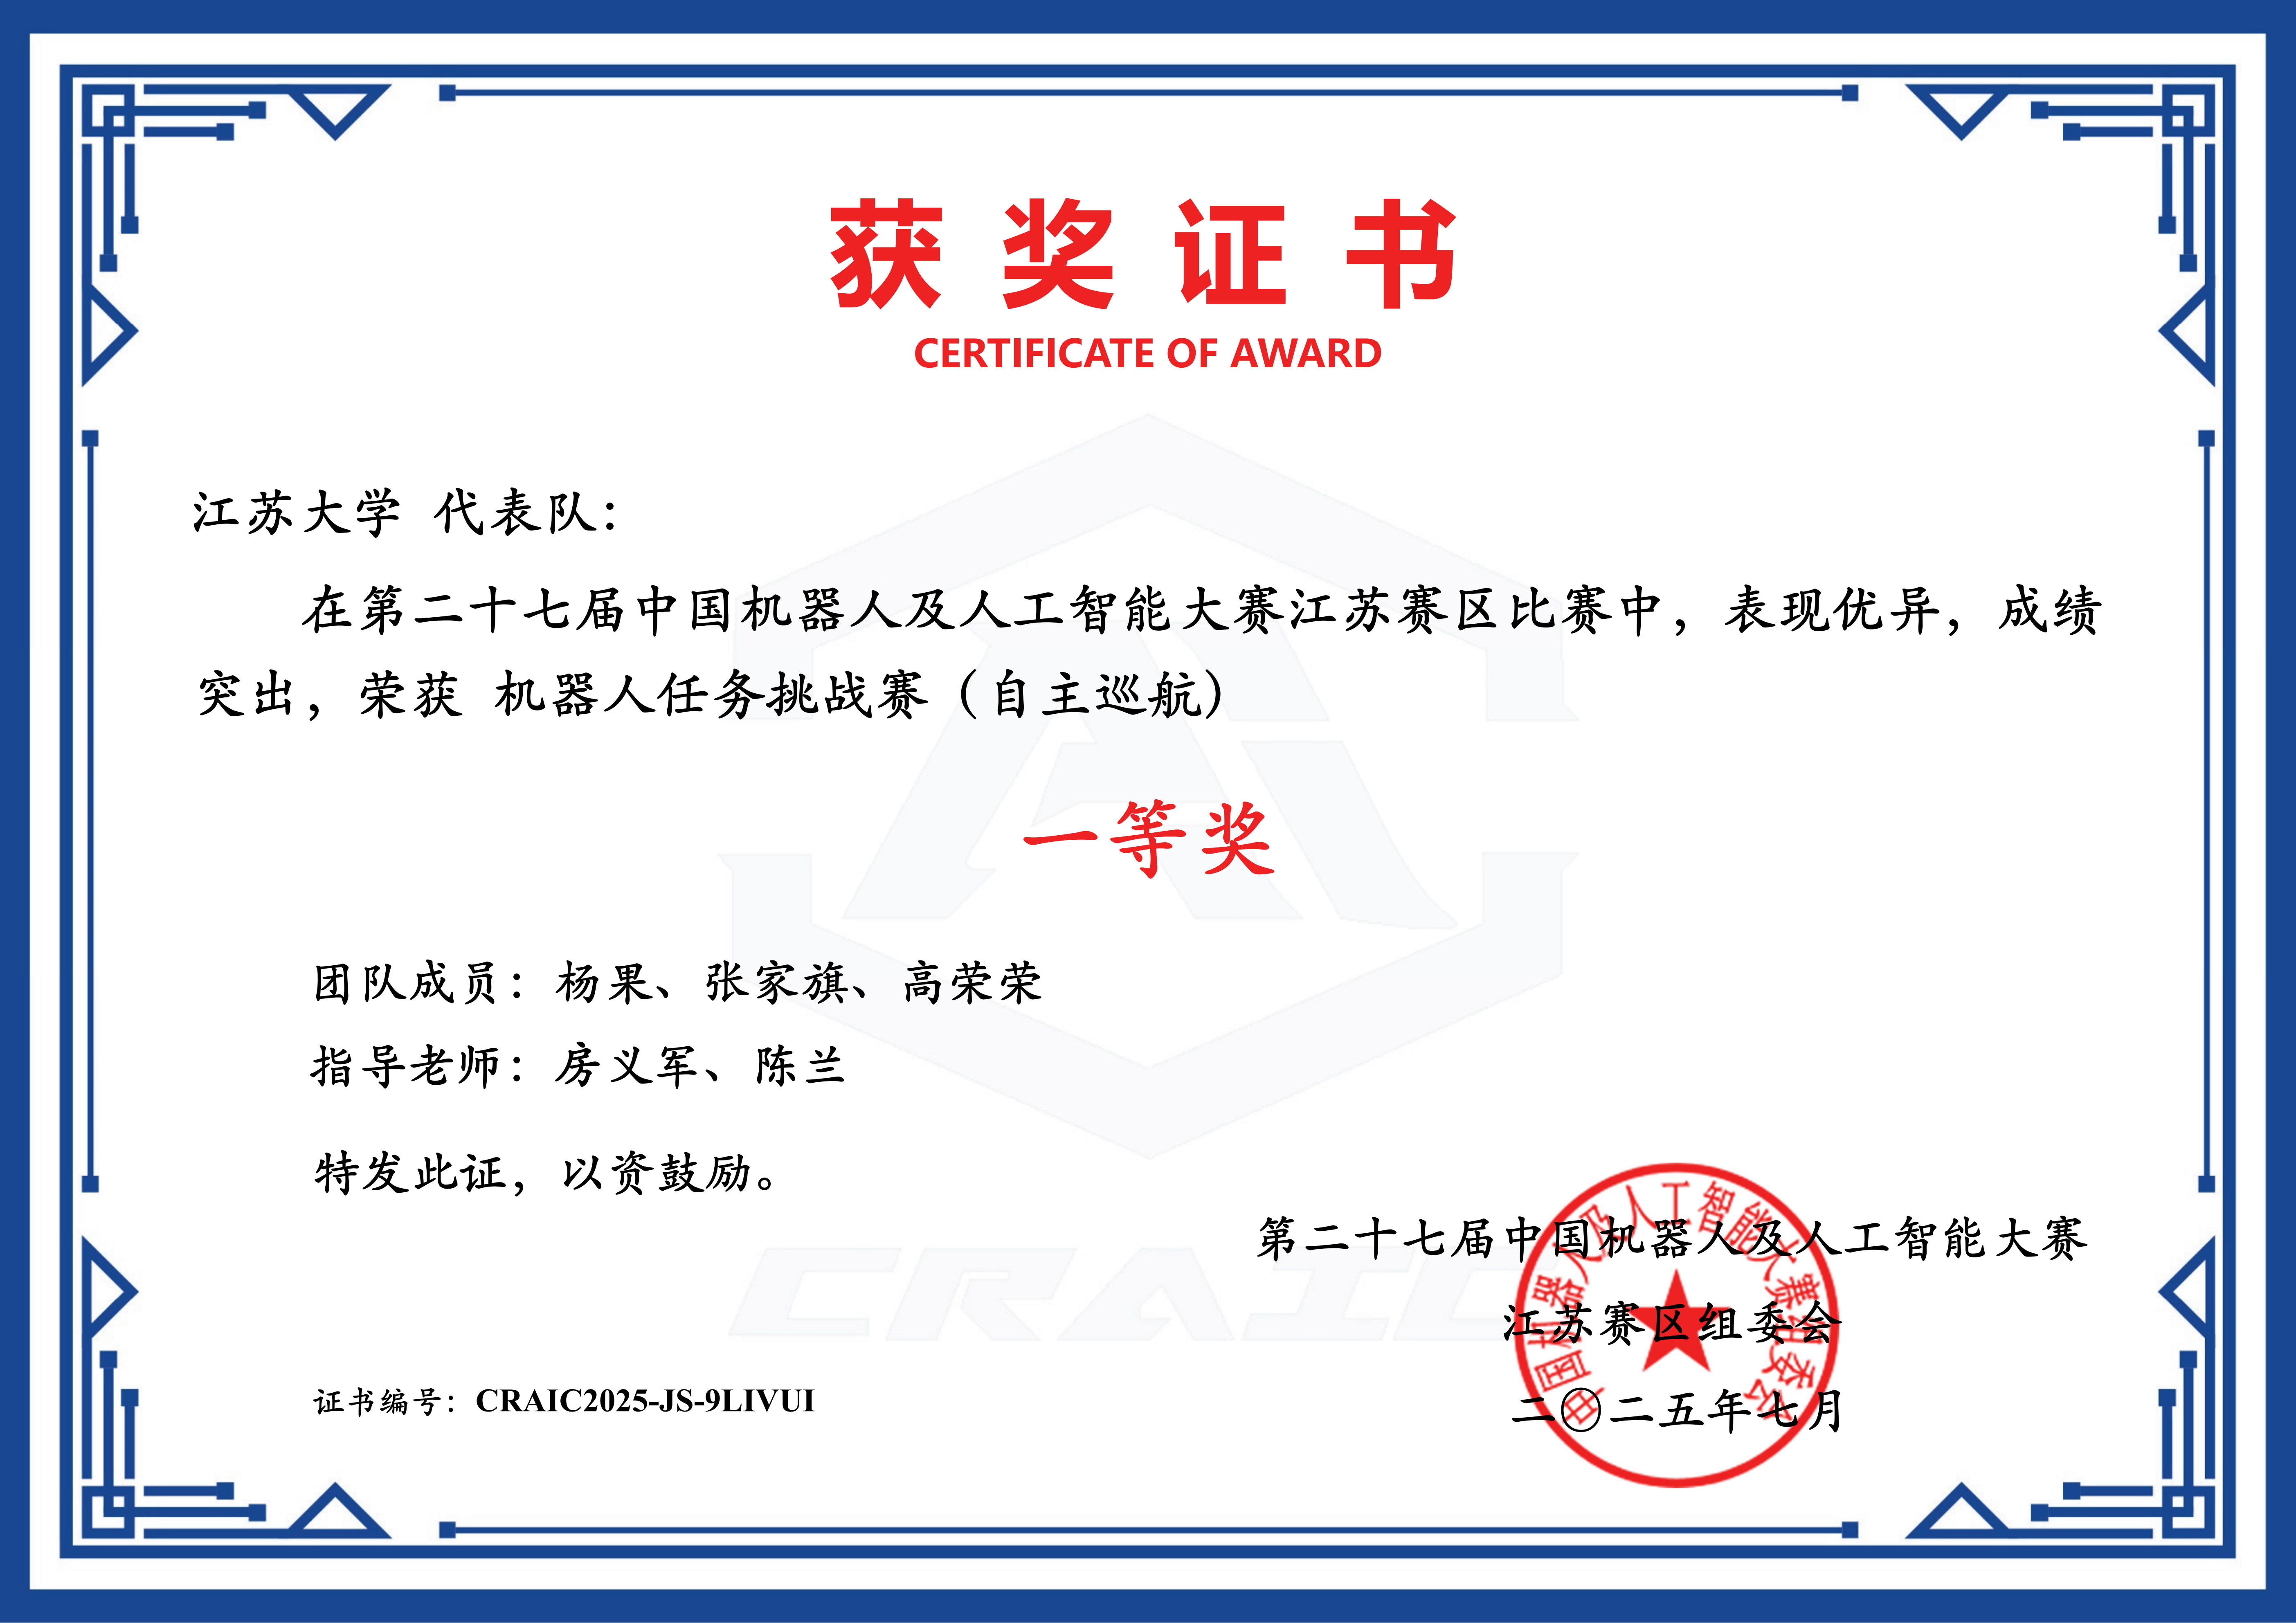 获奖证书
CERTIFICATE OF AWARD
江苏大学 代表队：
在第二十七届中国机器人及人工智能大赛江苏赛区比赛中，表现优异，成绩
突出，荣获 机器人任务挑战赛（自主巡航）
一等奖
团队成员：杨果、张家旗、高荣荣
指导老师：房义军、陈兰
特发此证，以资鼓励。
第二十七届中国机器人及人工智能大赛
江苏赛区组委会
二〇二五年七月
中国机器人及人工智能大赛组委会
证书编号：CRAIC2025-JS-9LIVUI
CRAIC